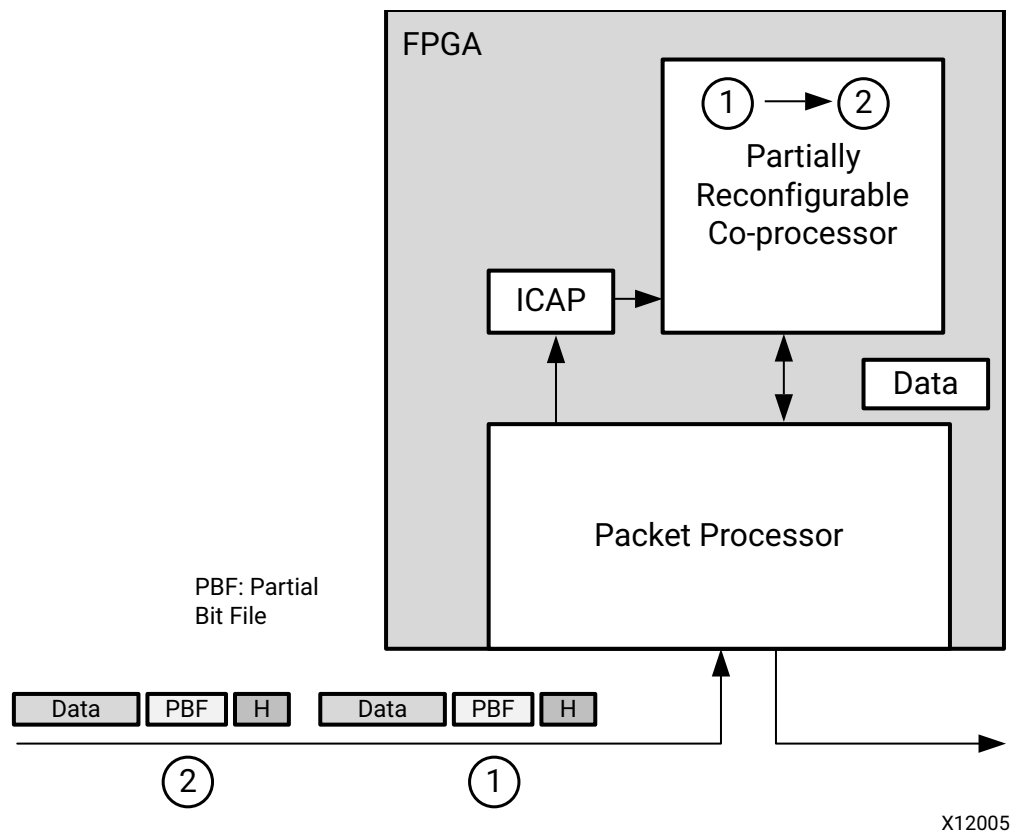 FPGA
1 2
Partially
Reconfigurable
Co-processor
ICAP
Data
Packet Processor
PBF: Partial
Bit File
Data PBF H Data PBF H
2 1
X12005